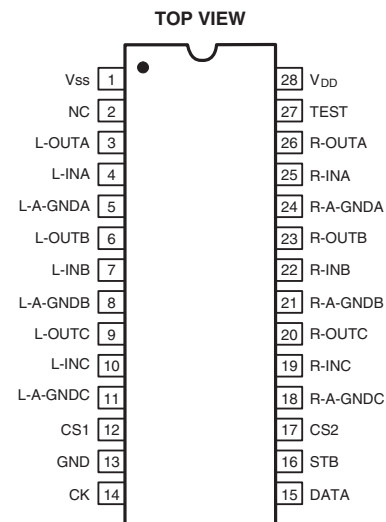 TOP VIEW
Vss 1 28 VDD
NC 2 27 TEST
L-OUTA 3 26 R-OUTA
L-INA 4 25 R-INA
L-A-GNDA 5 24 R-A-GNDA
L-OUTB 6 23 R-OUTB
L-INB 7 22 R-INB
L-A-GNDB 8 21 R-A-GNDB
L-OUTC 9 20 R-OUTC
L-INC 10 19 R-INC
L-A-GNDC 11 18 R-A-GNDC
CS1 12 17 CS2
GND 13 16 STB
CK 14 15 DATA